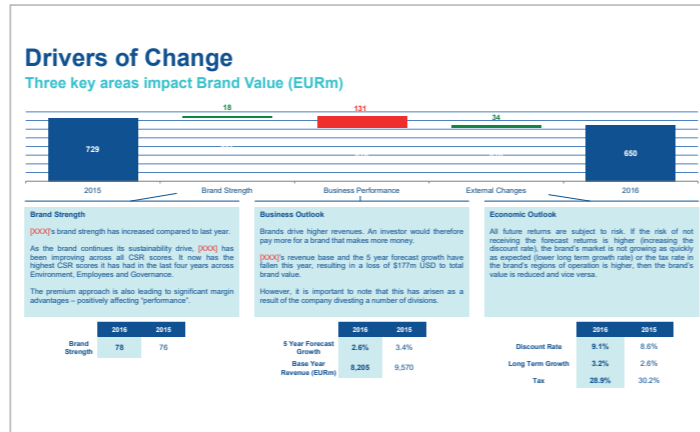 Drivers of Change
Three key areas impact Brand Value (EURm)
18
131
34
729
650
2015
Brand Strength
Business Performance
External Changes
2016
Brand Strength
[XXX]'s brand strength has increased compared to last year.
As the brand continues its sustainability drive, [XXX] has
been improving across all CSR scores. It now has the
highest CSR scores it has had in the last four years across
Environment, Employees and Governance.
The premium approach is also leading to significant margin
advantages – positively affecting "performance".
Business Outlook
Brands drive higher revenues. An investor would therefore
pay more for a brand that makes more money.
[XXX]'s revenue base and the 5 year forecast growth have
fallen this year, resulting in a loss of $177m USD to total
brand value.
However, it is important to note that this has arisen as a
result of the company divesting a number of divisions.
Economic Outlook
All future returns are subject to risk. If the risk of not
receiving the forecast returns is higher (increasing the
discount rate), the brand's market is not growing as quickly
as expected (lower long term growth rate) or the tax rate in
the brand's regions of operation is higher, then the brand's
value is reduced and vice versa.
2016 2015
Brand Strength 78 76
2016 2015
5 Year Forecast Growth 2.6% 3.4%
Base Year Revenue (EURm) 8,205 9,570
2016 2015
Discount Rate 9.1% 8.6%
Long Term Growth 3.2% 2.6%
Tax 28.9% 30.2%